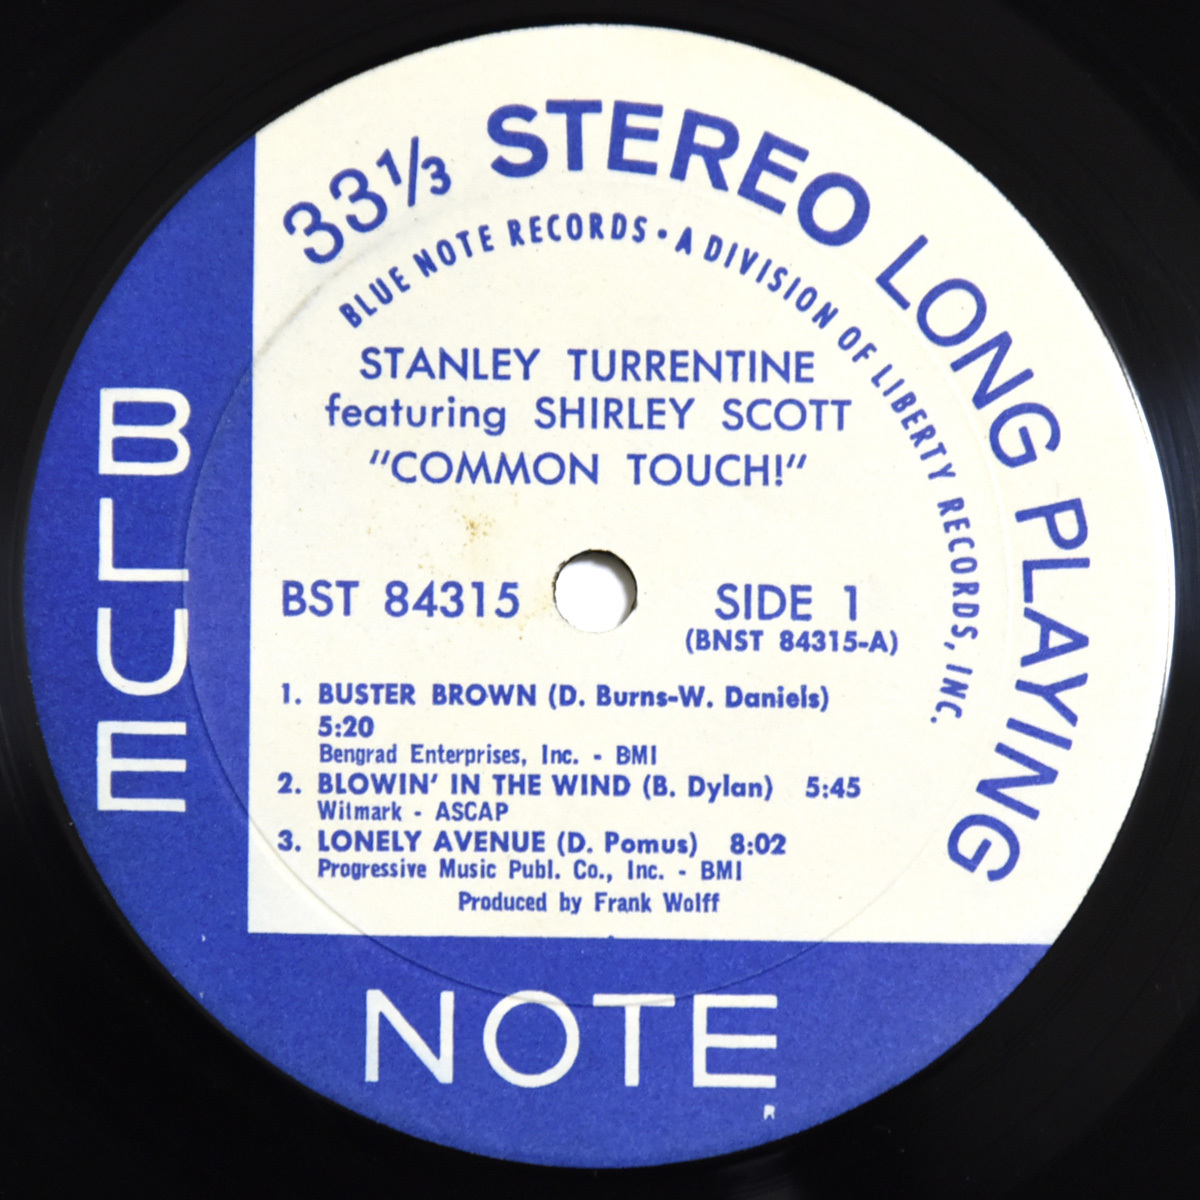 33⅓ STEREO LONG PLAYING
BLUE NOTE RECORDS • A DIVISION OF LIBERTY RECORDS, INC.
STANLEY TURRENTINE
featuring SHIRLEY SCOTT
"COMMON TOUCH!"
BST 84315
SIDE 1
(BNST 84315-A)
1. BUSTER BROWN (D. Burns-W. Daniels)
5:20
Bengrad Enterprises, Inc. - BMI
2. BLOWIN' IN THE WIND (B. Dylan) 5:45
Witmark - ASCAP
3. LONELY AVENUE (D. Pomus) 8:02
Progressive Music Publ. Co., Inc. - BMI
Produced by Frank Wolff
BLUE
NOTE
R